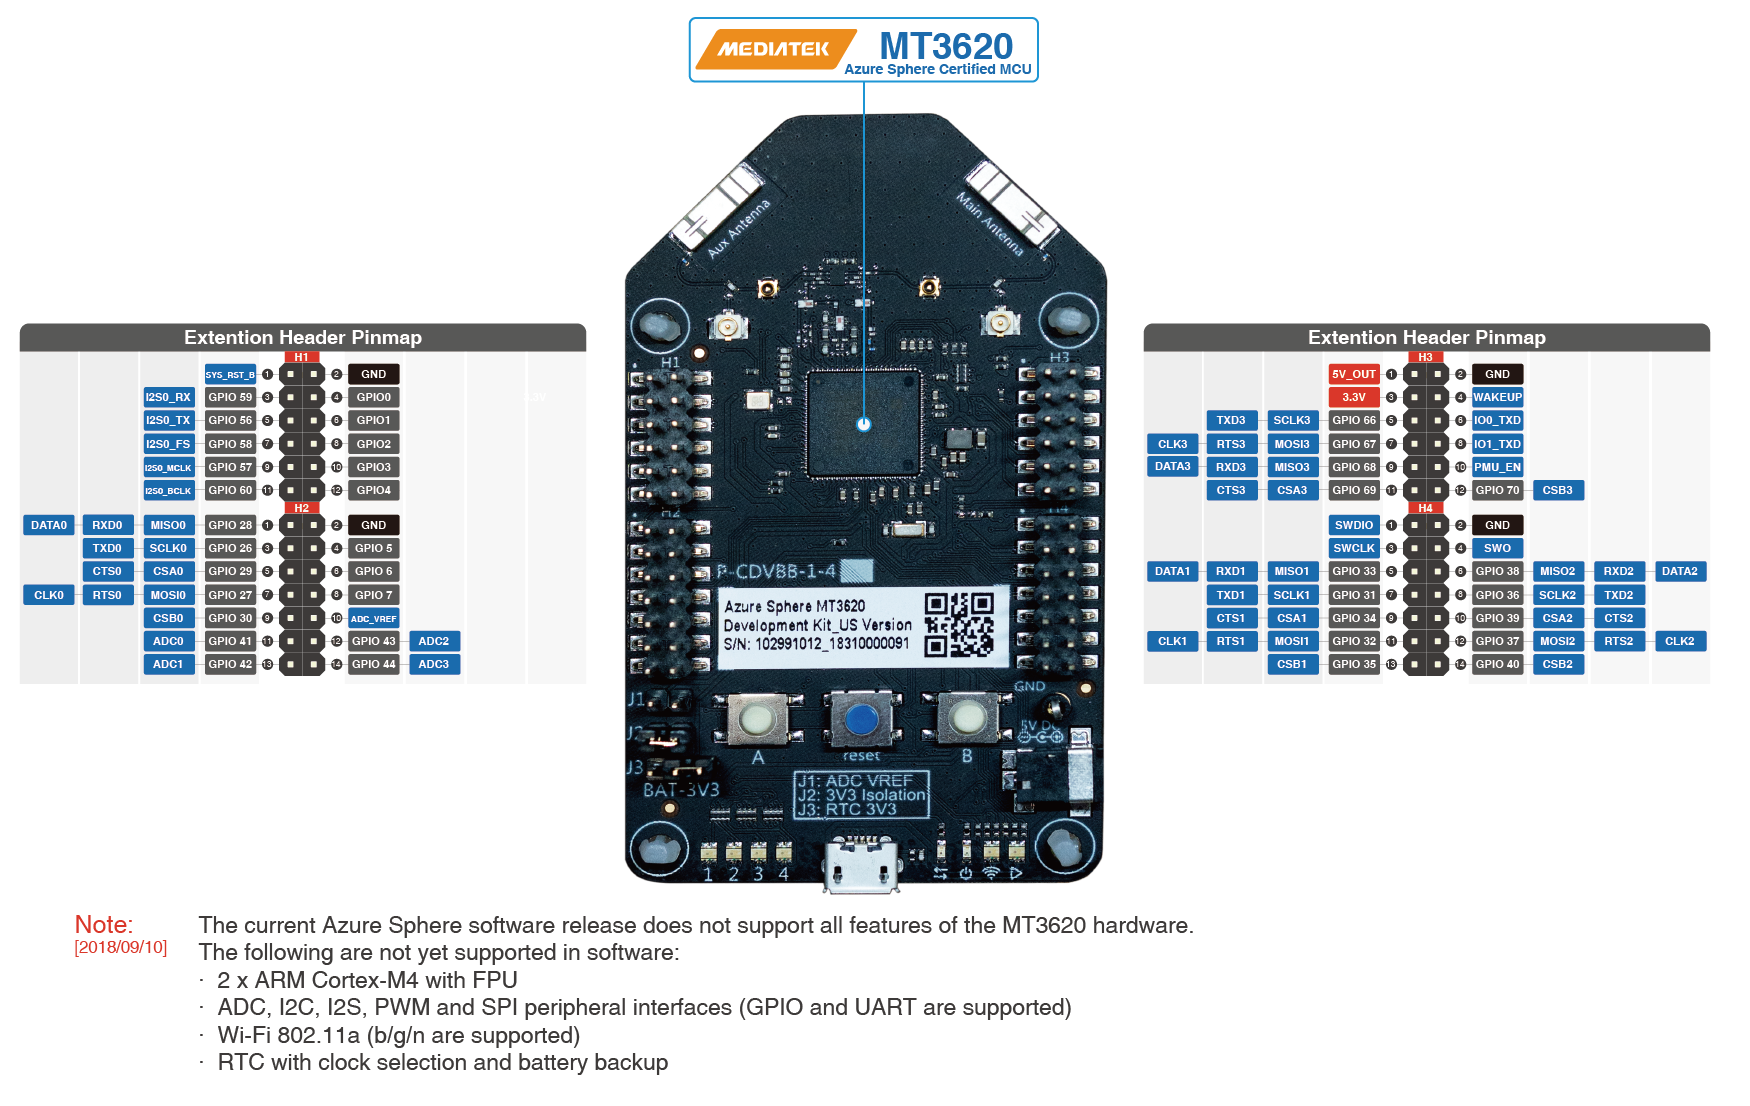 MEDIATEK MT3620
Azure Sphere Certified MCU
Aux Antenna
Main Antenna
Extention Header Pinmap
H1
SYS_RST_B 1 2 GND
I2S0_RX GPIO 59 3 4 GPIO0 3.3V
I2S0_TX GPIO 56 5 6 GPIO1
I2S0_FS GPIO 58 7 8 GPIO2
I2S0_MCLK GPIO 57 9 10 GPIO3
I2S0_BCLK GPIO 60 11 12 GPIO4
H2
DATA0 RXD0 MISO0 GPIO 28 1 2 GND
TXD0 SCLK0 GPIO 26 3 4 GPIO 5
CTS0 CSA0 GPIO 29 5 6 GPIO 6
CLK0 RTS0 MOSI0 GPIO 27 7 8 GPIO 7
CSB0 GPIO 30 9 10 ADC_VREF
ADC0 GPIO 41 11 12 GPIO 43 ADC2
ADC1 GPIO 42 13 14 GPIO 44 ADC3
H1
H3
H2
H4
P-CDVBB-1-4
Azure Sphere MT3620
Development Kit_US Version
S/N: 102991012_18310000091
GND
J1
J2
5V DC
A
reset
B
J3
BAT-3V3
J1: ADC VREF
J2: 3V3 Isolation
J3: RTC 3V3
1 2 3 4
Extention Header Pinmap
H3
5V_OUT 1 2 GND
3.3V 3 4 WAKEUP
TXD3 SCLK3 GPIO 66 5 6 IO0_TXD
CLK3 RTS3 MOSI3 GPIO 67 7 8 IO1_TXD
DATA3 RXD3 MISO3 GPIO 68 9 10 PMU_EN
CTS3 CSA3 GPIO 69 11 12 GPIO 70 CSB3
H4
SWDIO 1 2 GND
SWCLK 3 4 SWO
DATA1 RXD1 MISO1 GPIO 33 5 6 GPIO 38 MISO2 RXD2 DATA2
TXD1 SCLK1 GPIO 31 7 8 GPIO 36 SCLK2 TXD2
CTS1 CSA1 GPIO 34 9 10 GPIO 39 CSA2 CTS2
CLK1 RTS1 MOSI1 GPIO 32 11 12 GPIO 37 MOSI2 RTS2 CLK2
CSB1 GPIO 35 13 14 GPIO 40 CSB2
Note: The current Azure Sphere software release does not support all features of the MT3620 hardware.
[2018/09/10] The following are not yet supported in software:
· 2 x ARM Cortex-M4 with FPU
· ADC, I2C, I2S, PWM and SPI peripheral interfaces (GPIO and UART are supported)
· Wi-Fi 802.11a (b/g/n are supported)
· RTC with clock selection and battery backup